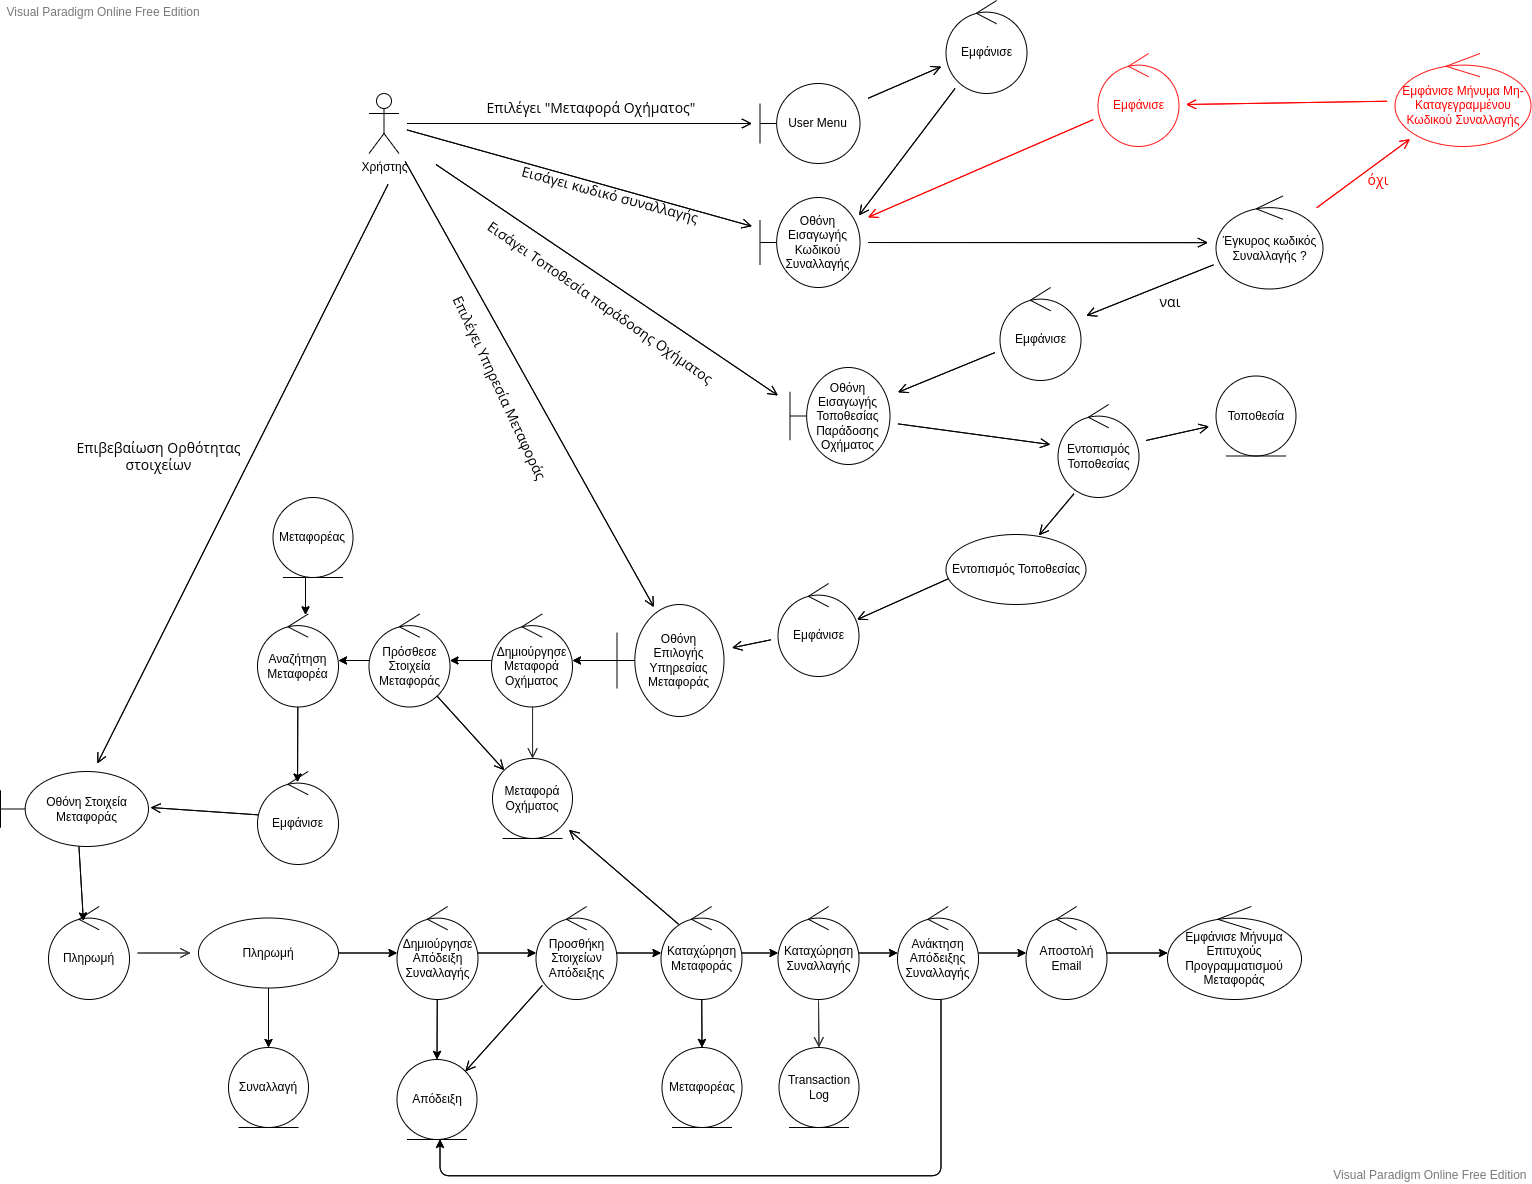 Visual Paradigm Online Free Edition
Εμφάνισε
Εμφάνισε
Εμφάνισε Μήνυμα Μη-
Καταγεγραμμένου
Κωδικού Συναλλαγής
Επιλέγει "Μεταφορά Οχήματος"
User Menu
Χρήστης
Εισάγει κωδικό συναλλαγής
όχι
Οθόνη
Εισαγωγής
Κωδικού
Συναλλαγής
Έγκυρος κωδικός
Συναλλαγής ?
Εισάγει Τοποθεσία παράδοσης Οχήματος
ναι
Εμφάνισε
Επιλέγει Υπηρεσία Μεταφοράς
Οθόνη
Εισαγωγής
Τοποθεσίας
Παράδοσης
Οχήματος
Τοποθεσία
Εντοπισμός
Τοποθεσίας
Επιβεβαίωση Ορθότητας
στοιχείων
Μεταφορέας
Εντοπισμός Τοποθεσίας
Εμφάνισε
Οθόνη
Επιλογής
Υπηρεσίας
Μεταφοράς
Δημιούργησε
Μεταφορά
Οχήματος
Πρόσθεσε
Στοιχεία
Μεταφοράς
Αναζήτηση
Μεταφορέα
Οθόνη Στοιχεία
Μεταφοράς
Εμφάνισε
Μεταφορά
Οχήματος
Πληρωμή
Πληρωμή
Δημιούργησε
Απόδειξη
Συναλλαγής
Προσθήκη
Στοιχείων
Απόδειξης
Καταχώρηση
Μεταφοράς
Καταχώρηση
Συναλλαγής
Ανάκτηση
Απόδειξης
Συναλλαγής
Αποστολή
Email
Εμφάνισε Μήνυμα
Επιτυχούς
Προγραμματισμού
Μεταφοράς
Συναλλαγή
Απόδειξη
Μεταφορέας
Transaction
Log
Visual Paradigm Online Free Edition